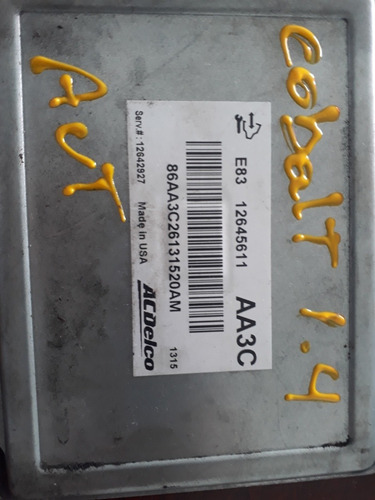 cobalt 1.4
AUT
E83 12645611 AA3C
86AA3C26131520AM
Serv.#: 12642927 Made in USA ACDelco 1315